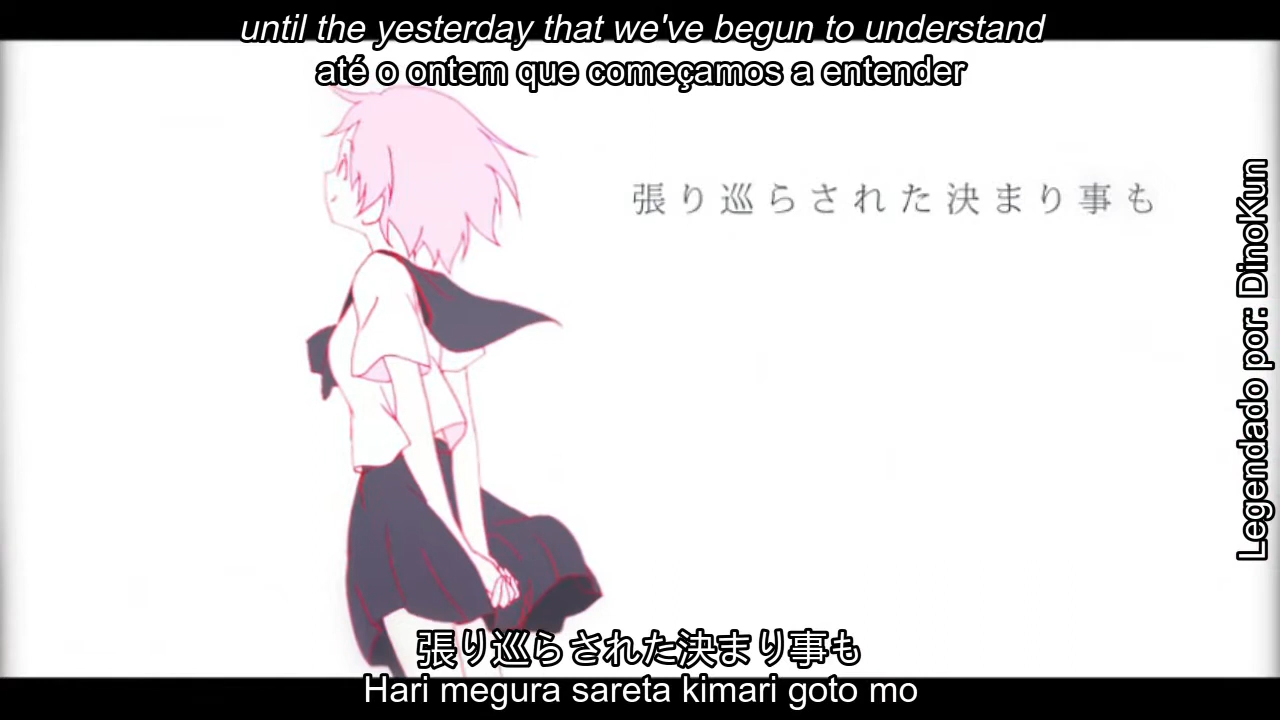 until the yesterday that we've begun to understand
até o ontem que começamos a entender
張り巡らされた決まり事も
Legendado por: DinoKun
張り巡らされた決まり事も
Hari megura sareta kimari goto mo